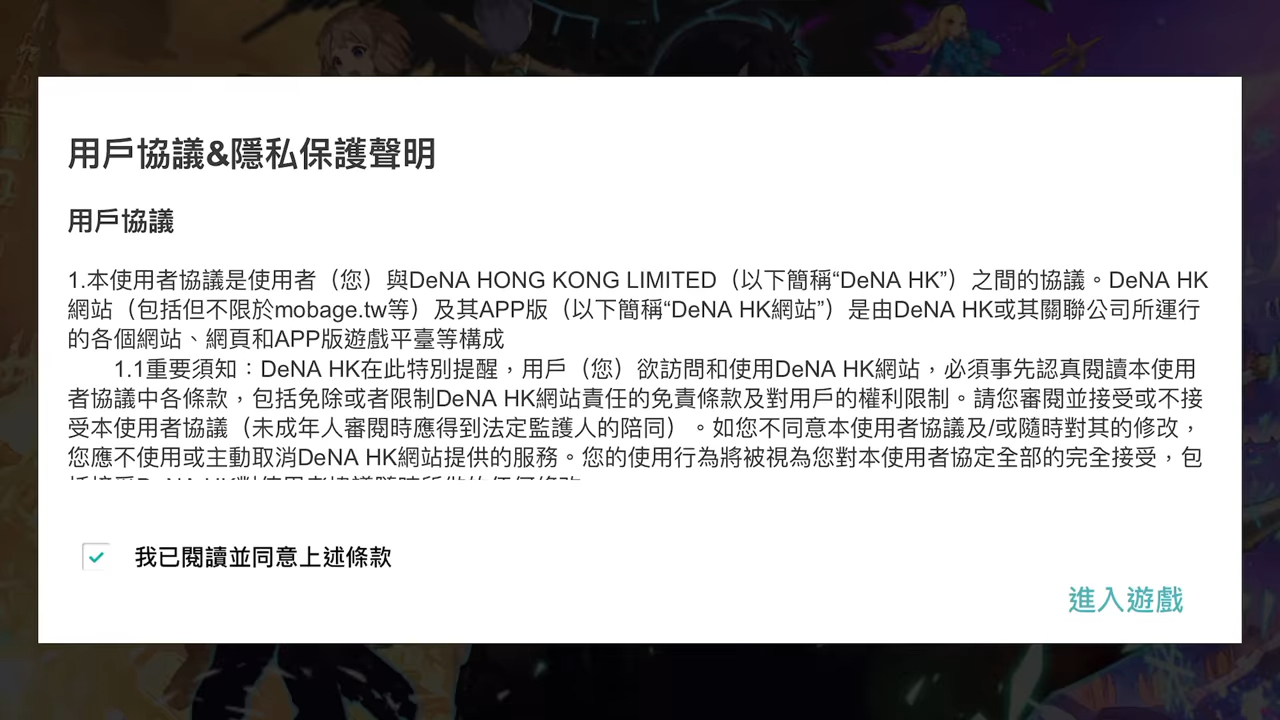 用戶協議&隱私保護聲明
用戶協議
1.本使用者協議是使用者（您）與DeNA HONG KONG LIMITED（以下簡稱“DeNA HK”）之間的協議。DeNA HK
網站（包括但不限於mobage.tw等）及其APP版（以下簡稱“DeNA HK網站”）是由DeNA HK或其關聯公司所運行
的各個網站、網頁和APP版遊戲平臺等構成
1.1重要須知：DeNA HK在此特別提醒，用戶（您）欲訪問和使用DeNA HK網站，必須事先認真閱讀本使用
者協議中各條款，包括免除或者限制DeNA HK網站責任的免責條款及對用戶的權利限制。請您審閱並接受或不接
受本使用者協議（未成年人審閱時應得到法定監護人的陪同）。如您不同意本使用者協議及/或隨時對其的修改，
您應不使用或主動取消DeNA HK網站提供的服務。您的使用行為將被視為您對本使用者協定全部的完全接受，包
我已閱讀並同意上述條款
進入遊戲